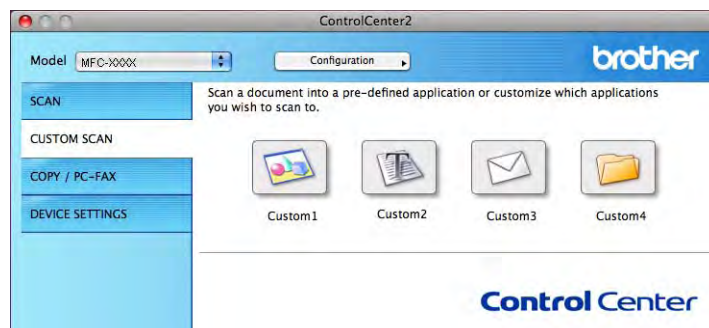 ControlCenter2
Model MFC-XXXX Configuration
brother
SCAN
CUSTOM SCAN
COPY / PC-FAX
DEVICE SETTINGS
Scan a document into a pre-defined application or customize which applications
you wish to scan to.
Custom1 Custom2 Custom3 Custom4
Control Center